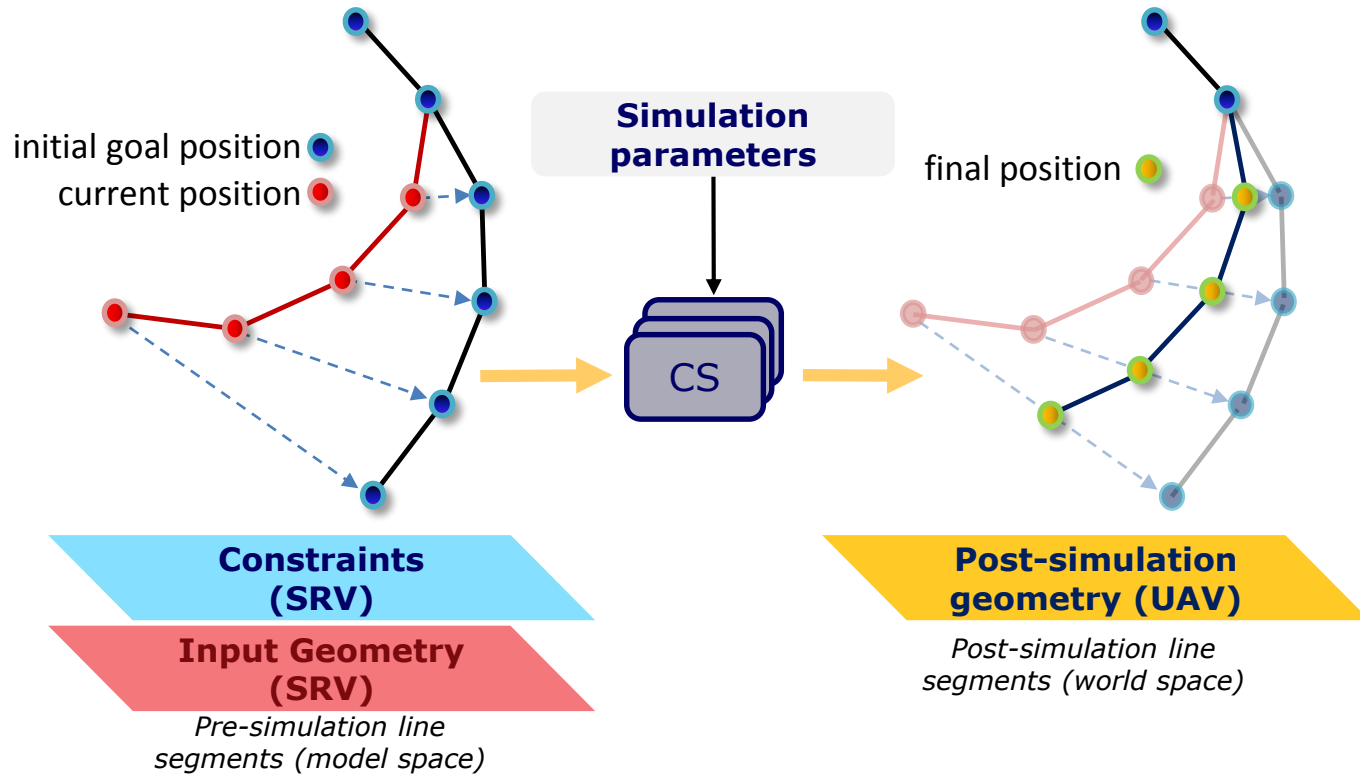 initial goal position
current position
Simulation
parameters
final position
CS
Constraints
(SRV)
Input Geometry
(SRV)
Pre-simulation line
segments (model space)
Post-simulation
geometry (UAV)
Post-simulation line
segments (world space)